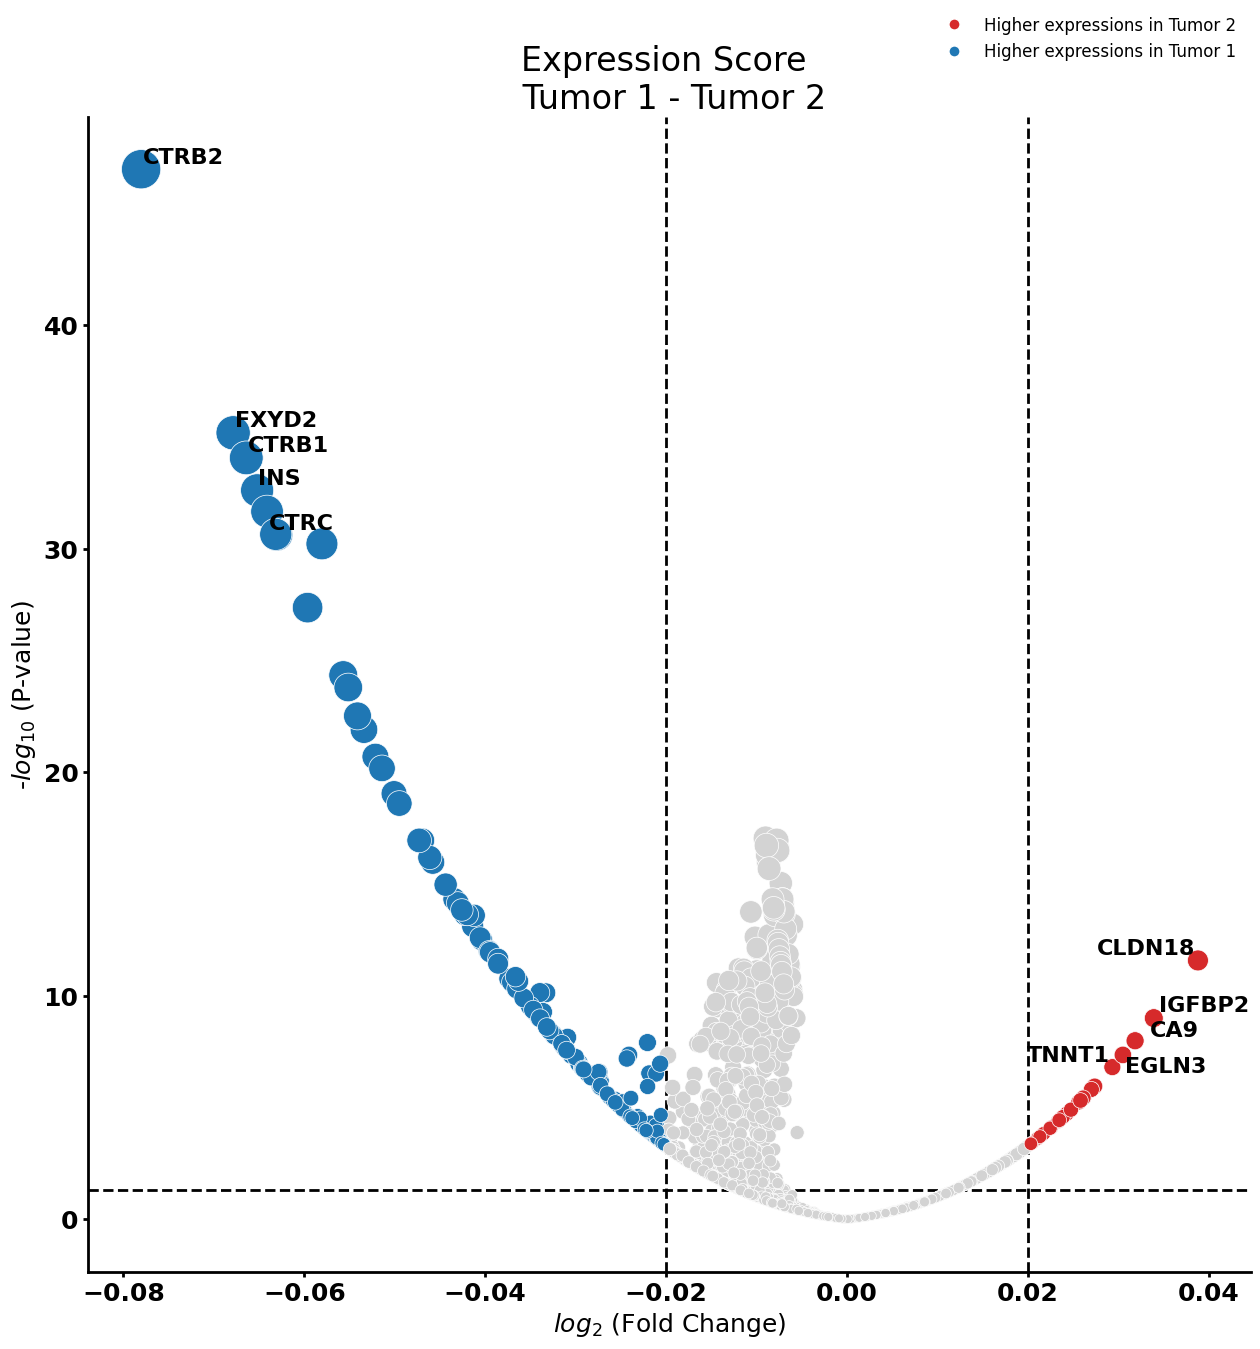 Higher expressions in Tumor 2
Higher expressions in Tumor 1
Expression Score
Tumor 1 - Tumor 2
CTRB2
FXYD2
CTRB1
INS
CTRC
CLDN18
IGFBP2
CA9
TNNT1
EGLN3
40
30
20
10
0
-log10 (P-value)
−0.08 −0.06 −0.04 −0.02 0.00 0.02 0.04
log2 (Fold Change)